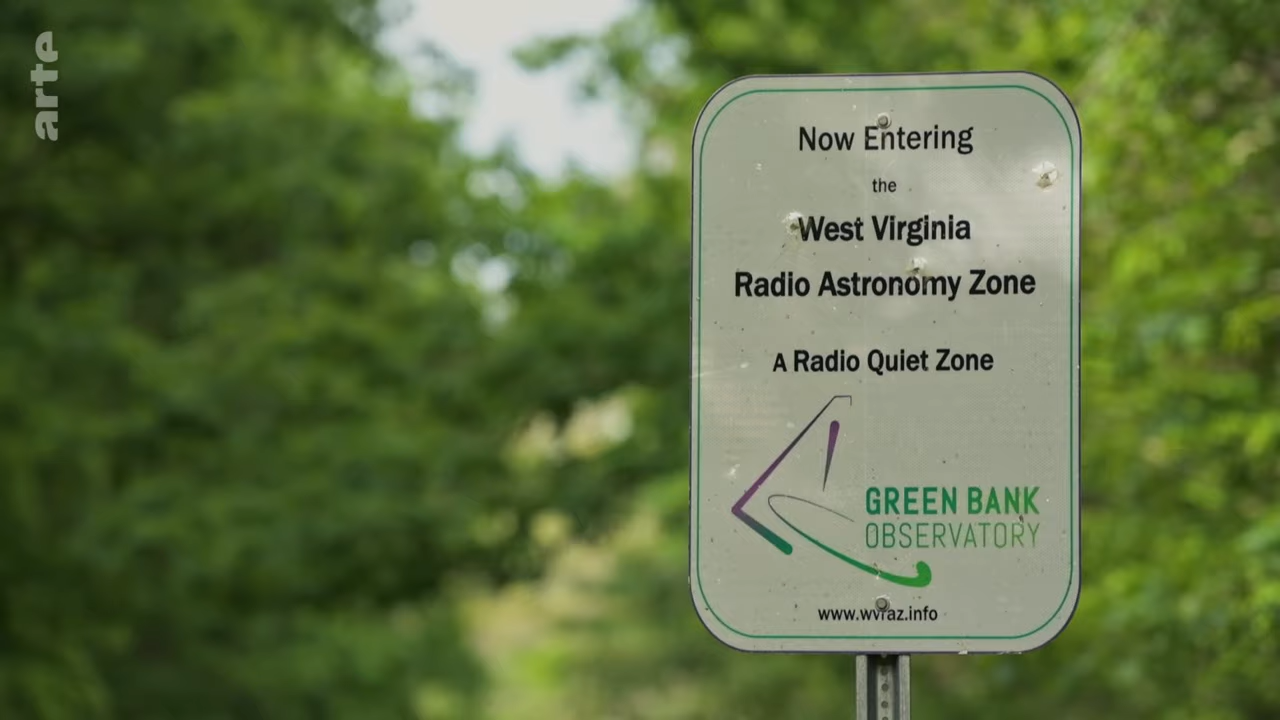 arte
Now Entering
the
West Virginia
Radio Astronomy Zone
A Radio Quiet Zone
GREEN BANK
OBSERVATORY
www.wvraz.info